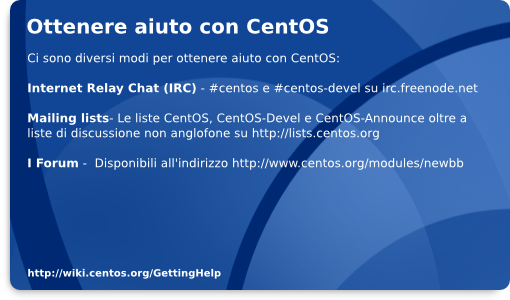 Ottenere aiuto con CentOS
Ci sono diversi modi per ottenere aiuto con CentOS:
Internet Relay Chat (IRC) - #centos e #centos-devel su irc.freenode.net
Mailing lists- Le liste CentOS, CentOS-Devel e CentOS-Announce oltre a
liste di discussione non anglofone su http://lists.centos.org
I Forum -  Disponibili all'indirizzo http://www.centos.org/modules/newbb
http://wiki.centos.org/GettingHelp